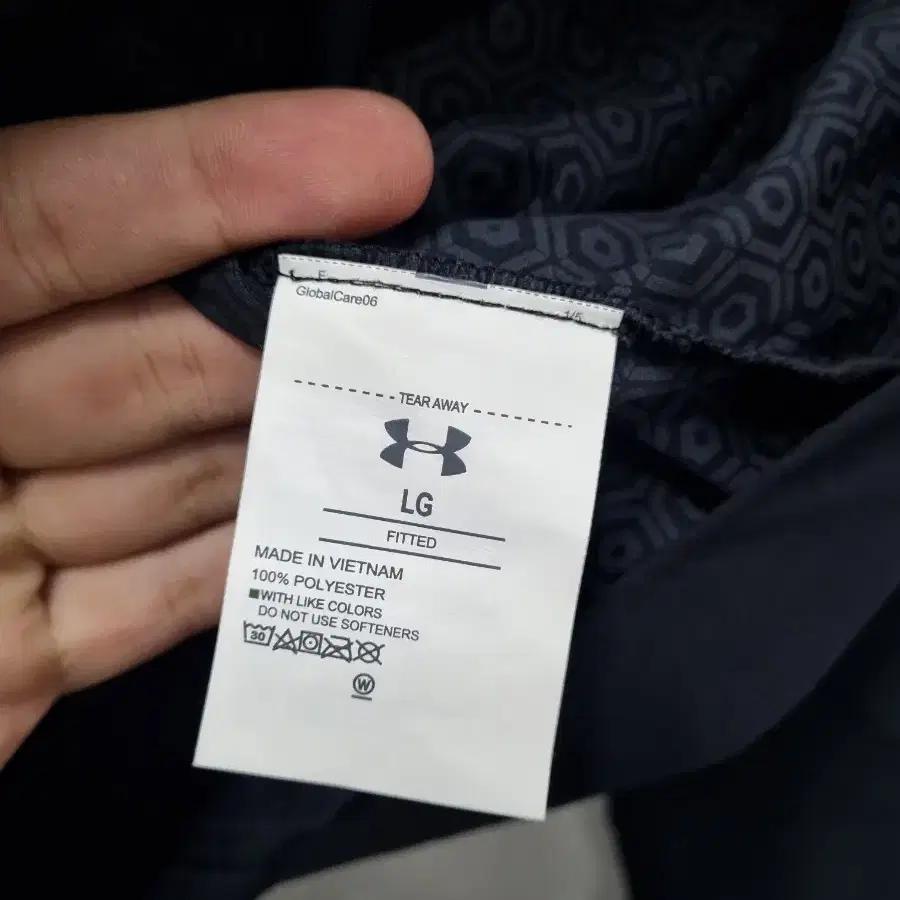 GlobalCare06
1/5
TEAR AWAY
LG
FITTED
MADE IN VIETNAM
100% POLYESTER
WITH LIKE COLORS
DO NOT USE SOFTENERS
30
W